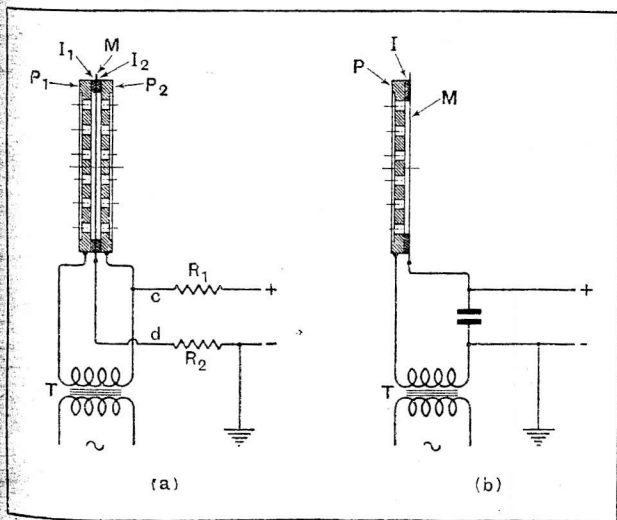 I₁ M I₂
P₁ P₂
c R₁ +
d R₂ -
T
~
(a)
I
P
M
+
-
T
~
(b)